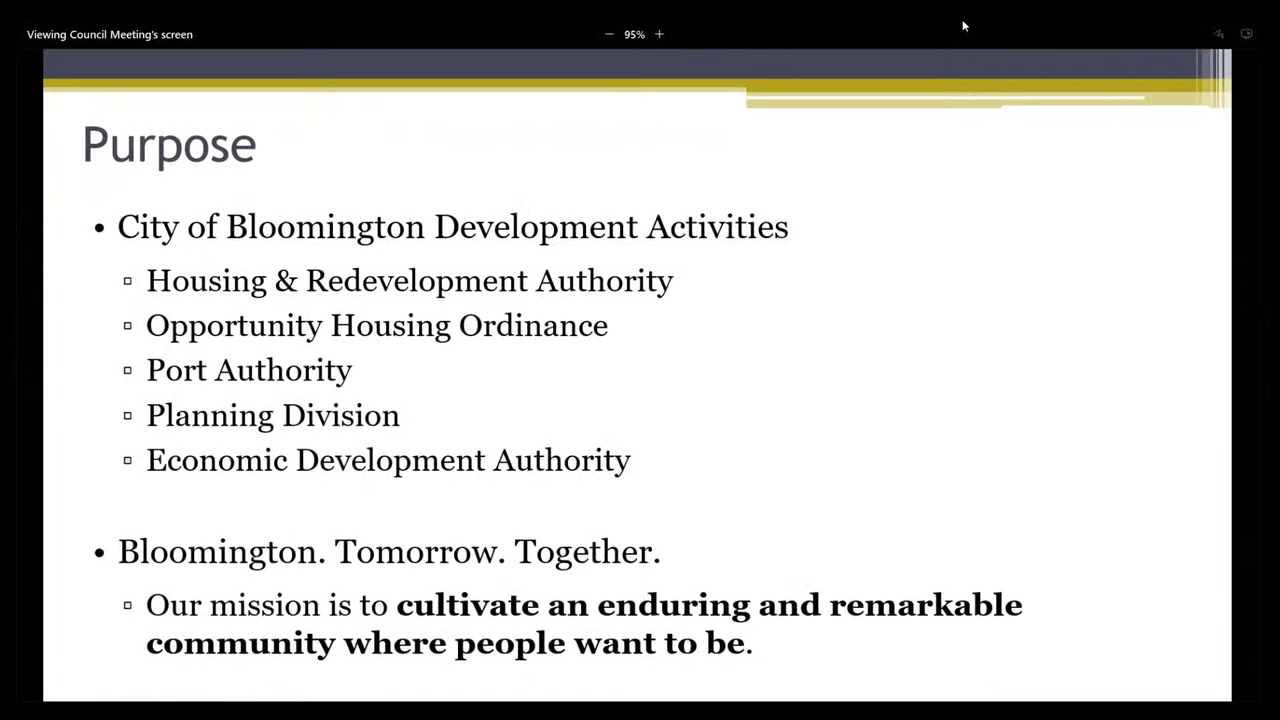 Viewing Council Meeting's screen
95%
Purpose
• City of Bloomington Development Activities
▫ Housing & Redevelopment Authority
▫ Opportunity Housing Ordinance
▫ Port Authority
▫ Planning Division
▫ Economic Development Authority
• Bloomington. Tomorrow. Together.
▫ Our mission is to cultivate an enduring and remarkable
community where people want to be.